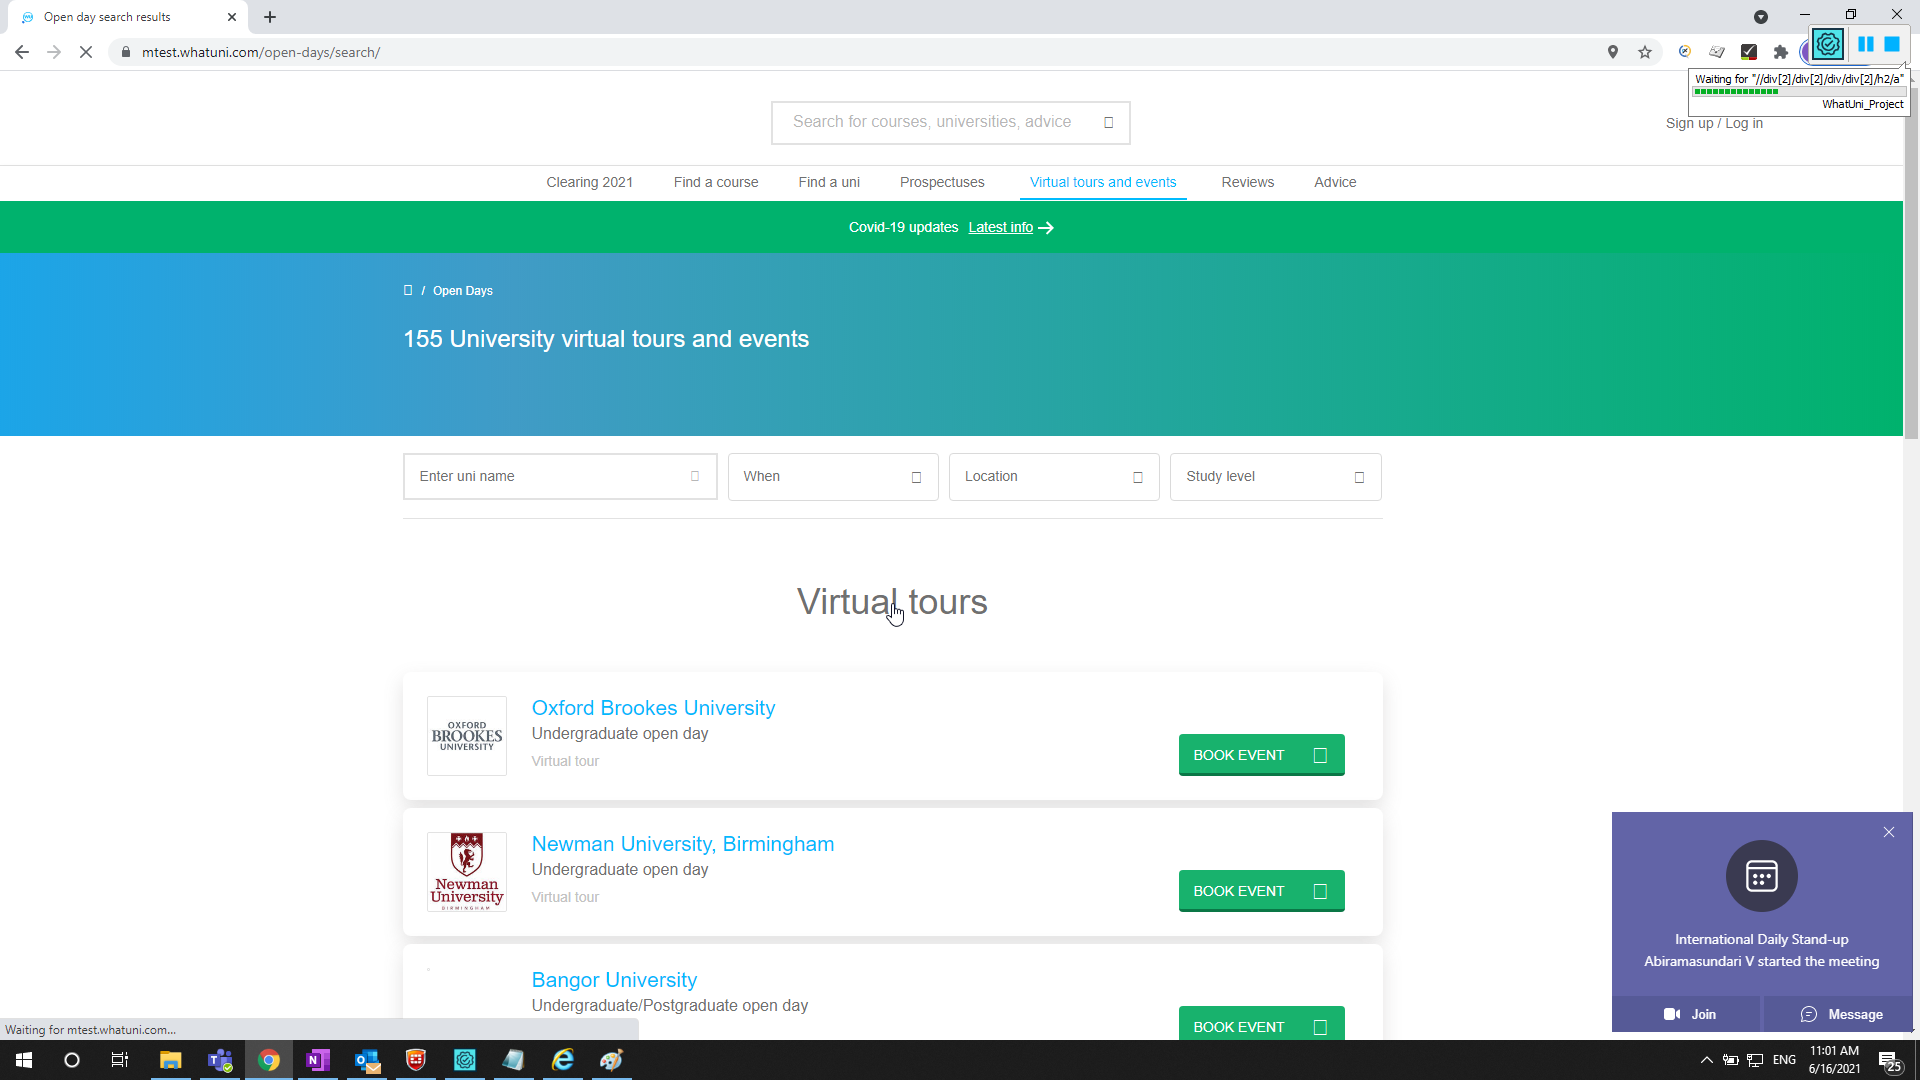 Open day search results
mtest.whatuni.com/open-days/search/
Waiting for "//div[2]/div[2]/div/div[2]/h2/a"
WhatUni_Project
Search for courses, universities, advice
Sign up / Log in
Clearing 2021 Find a course Find a uni Prospectuses Virtual tours and events Reviews Advice
Covid-19 updates Latest info
/ Open Days
155 University virtual tours and events
Enter uni name When Location Study level
Virtual tours
OXFORD
BROOKES
UNIVERSITY
Oxford Brookes University
Undergraduate open day
Virtual tour
BOOK EVENT
Newman
University
BIRMINGHAM
Newman University, Birmingham
Undergraduate open day
Virtual tour
BOOK EVENT
Bangor University
Undergraduate/Postgraduate open day
BOOK EVENT
International Daily Stand-up
Abiramasundari V started the meeting
Join Message
Waiting for mtest.whatuni.com...
ENG
11:01 AM
6/16/2021
25